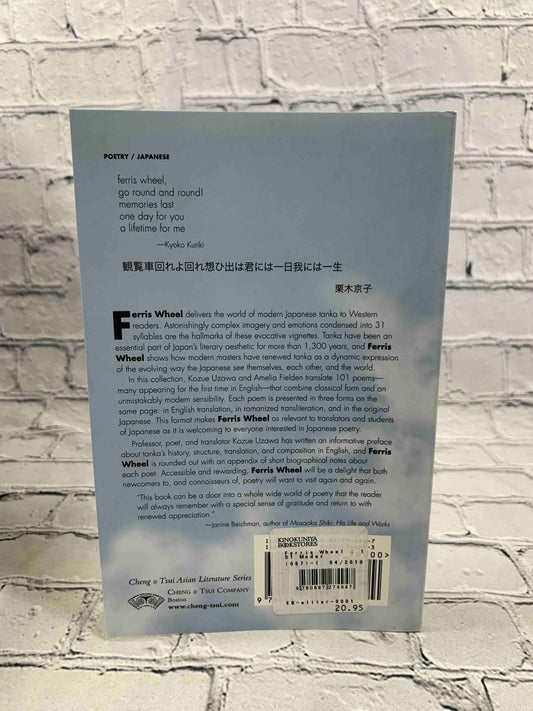 POETRY / JAPANESE
ferris wheel,
go round and round!
memories last
one day for you
a lifetime for me
—Kyoko Kuriki
観覧車回れよ回れ想ひ出は君には一日我には一生
栗木京子
Ferris Wheel delivers the world of modern Japanese tanka to Western
readers. Astonishingly complex imagery and emotions condensed into 31
syllables are the hallmarks of these evocative vignettes. Tanka have been an
essential part of Japan's literary aesthetic for more than 1,300 years, and Ferris
Wheel shows how modern masters have renewed tanka as a dynamic expression
of the evolving way the Japanese see themselves, each other, and the world.
In this collection, Kozue Uzawa and Amelia Fielden translate 101 poems—
many appearing for the first time in English—that combine classical form and an
unmistakably modern sensibility. Each poem is presented in three forms on the
same page: in English translation, in romanized transliteration, and in the original
Japanese. This format makes Ferris Wheel as relevant to translators and students
of Japanese as it is welcoming to everyone interested in Japanese poetry.
Professor, poet, and translator Kozue Uzawa has written an informative preface
about tanka's history, structure, translation, and composition in English, and Ferris
Wheel is rounded out with an appendix of short biographical notes about
each poet. Accessible and rewarding, Ferris Wheel will be a delight that both
newcomers to, and connoisseurs of, poetry will want to visit again and again.
"This book can be a door into a whole wide world of poetry that the reader
will always remember with a special sense of gratitude and return to with
renewed appreciation."
—Janine Beichman, author of Masaoka Shiki: His Life and Works
KINOKUNIYA
BOOKSTORES
Ferris Wheel : 1
Moder
(067)-1 04/2019
9780887274947
20.95
Cheng & Tsui Asian Literature Series
CHENG & TSUI COMPANY
Boston
www.cheng-tsui.com